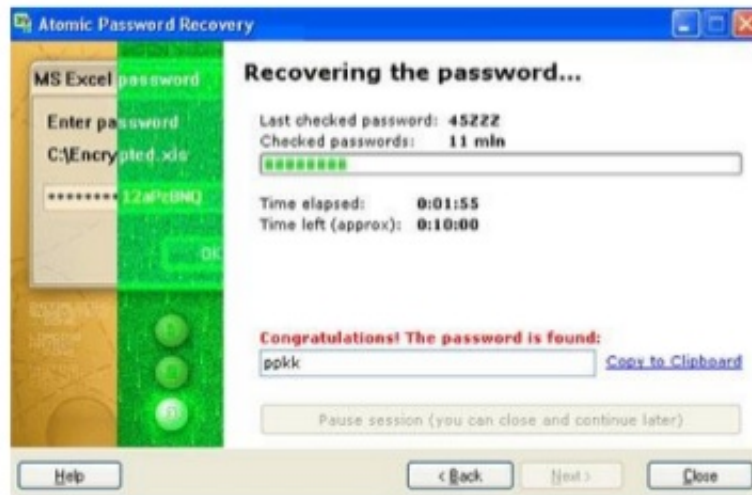 Atomic Password Recovery
MS Excel password
Enter password
C:\Encrypted.xls
********12aPzBNQ
OK
Recovering the password...
Last checked password: 45ZZZ
Checked passwords: 11 mln
Time elapsed: 0:01:55
Time left (approx): 0:10:00
Congratulations! The password is found:
ppkk Copy to Clipboard
Pause session (you can close and continue later)
Help < Back Next > Close